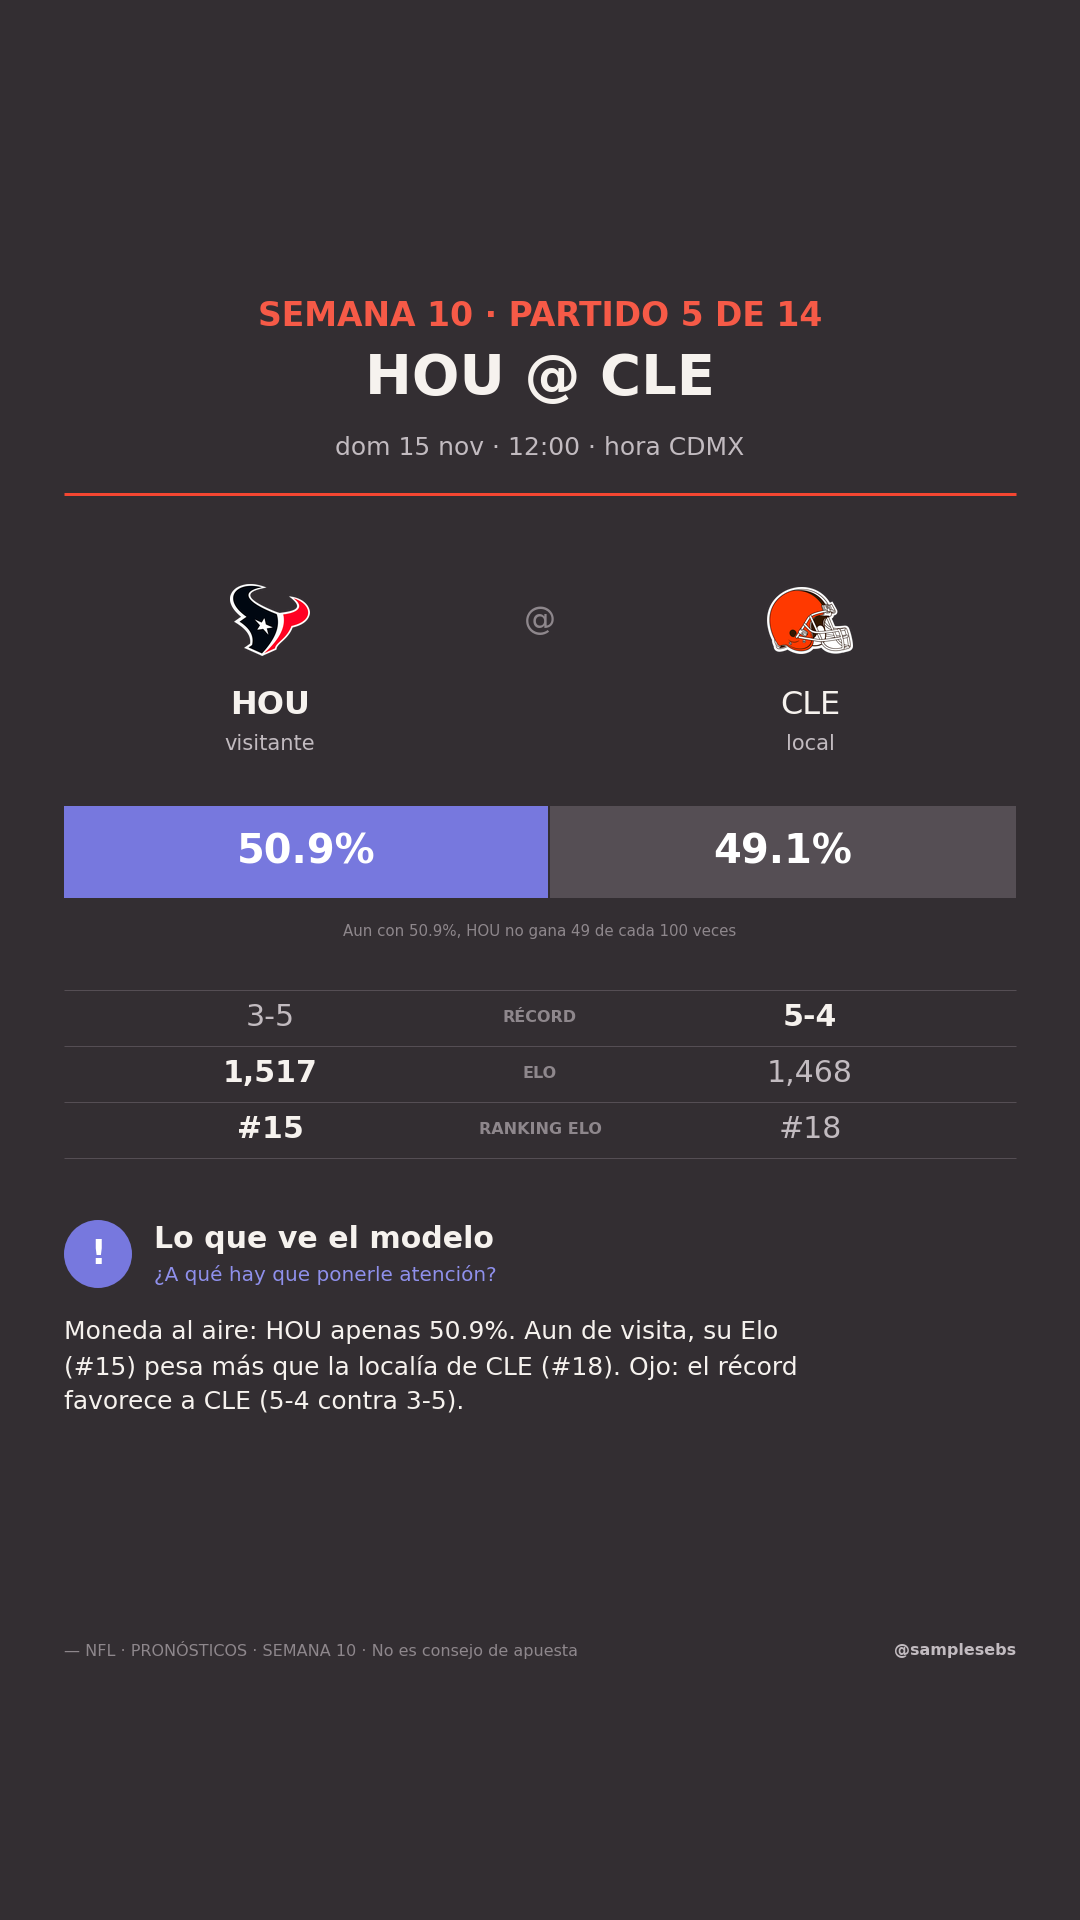 SEMANA 10 · PARTIDO 5 DE 14
HOU @ CLE
dom 15 nov · 12:00 · hora CDMX
@
HOU
CLE
visitante
local
50.9%
49.1%
Aun con 50.9%, HOU no gana 49 de cada 100 veces
3-5 RÉCORD 5-4
1,517 ELO 1,468
#15 RANKING ELO #18
!
Lo que ve el modelo
¿A qué hay que ponerle atención?
Moneda al aire: HOU apenas 50.9%. Aun de visita, su Elo
(#15) pesa más que la localía de CLE (#18). Ojo: el récord
favorece a CLE (5-4 contra 3-5).
— NFL · PRONÓSTICOS · SEMANA 10 · No es consejo de apuesta
@samplesebs